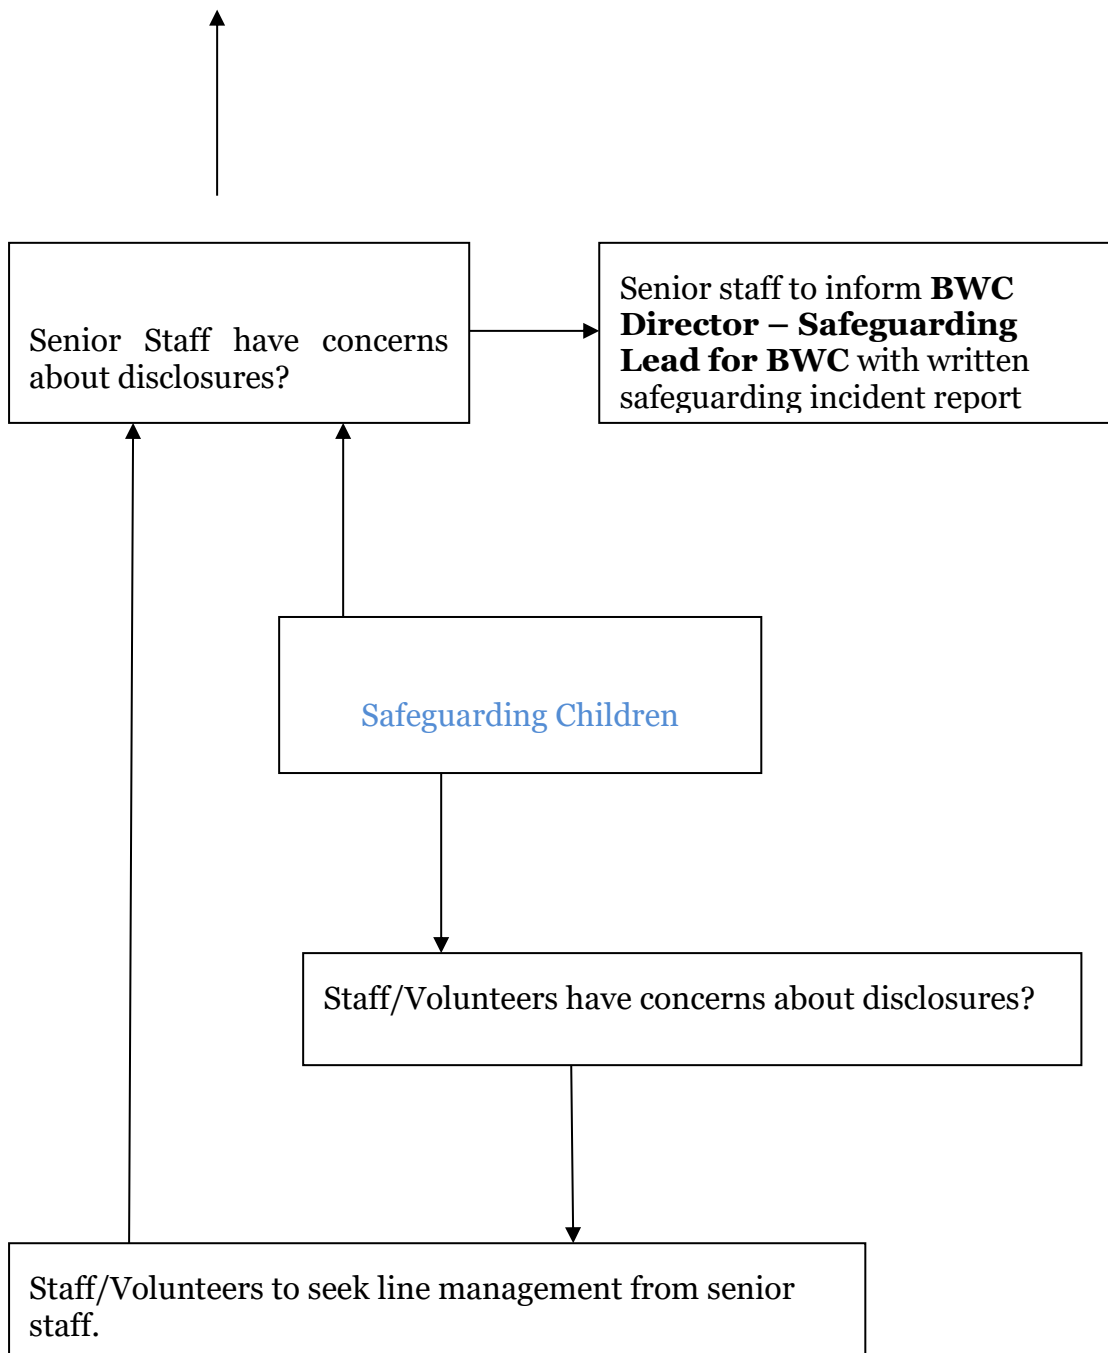 Senior Staff have concerns
about disclosures?
Senior staff to inform BWC
Director – Safeguarding
Lead for BWC with written
safeguarding incident report
Safeguarding Children
Staff/Volunteers have concerns about disclosures?
Staff/Volunteers to seek line management from senior
staff.